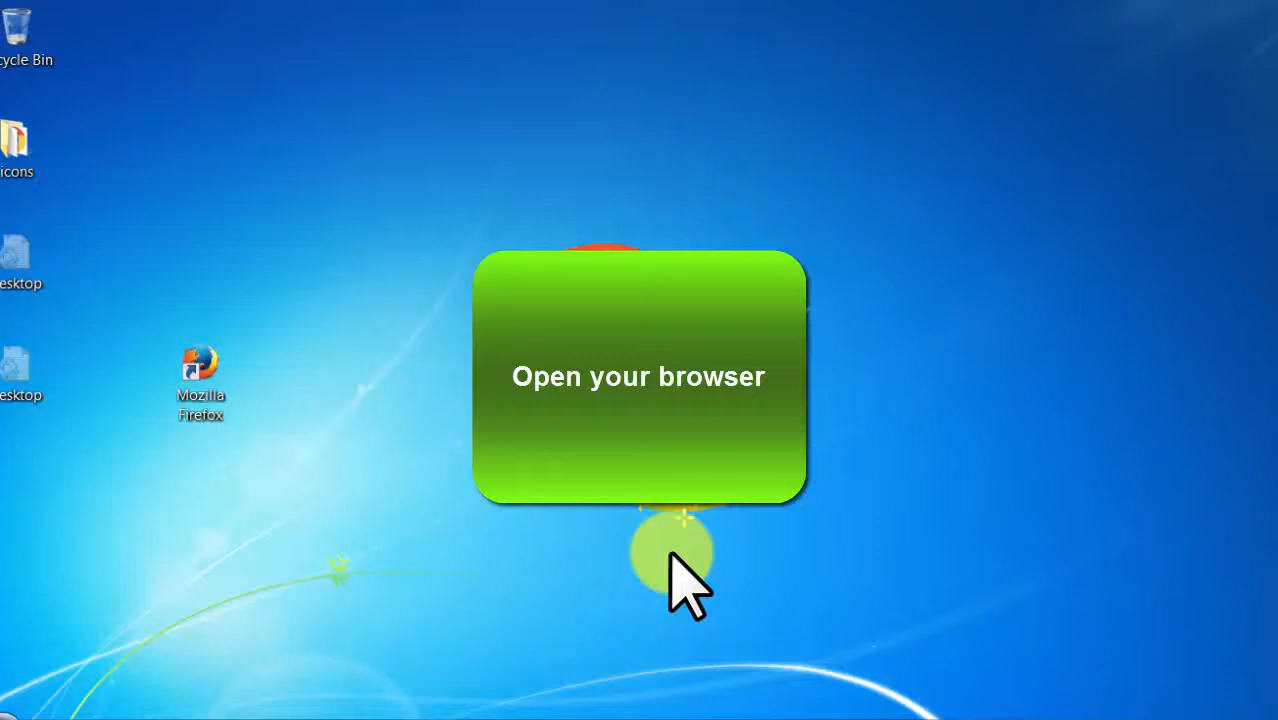 cycle Bin
icons
esktop
esktop
Mozilla
Firefox
Open your browser